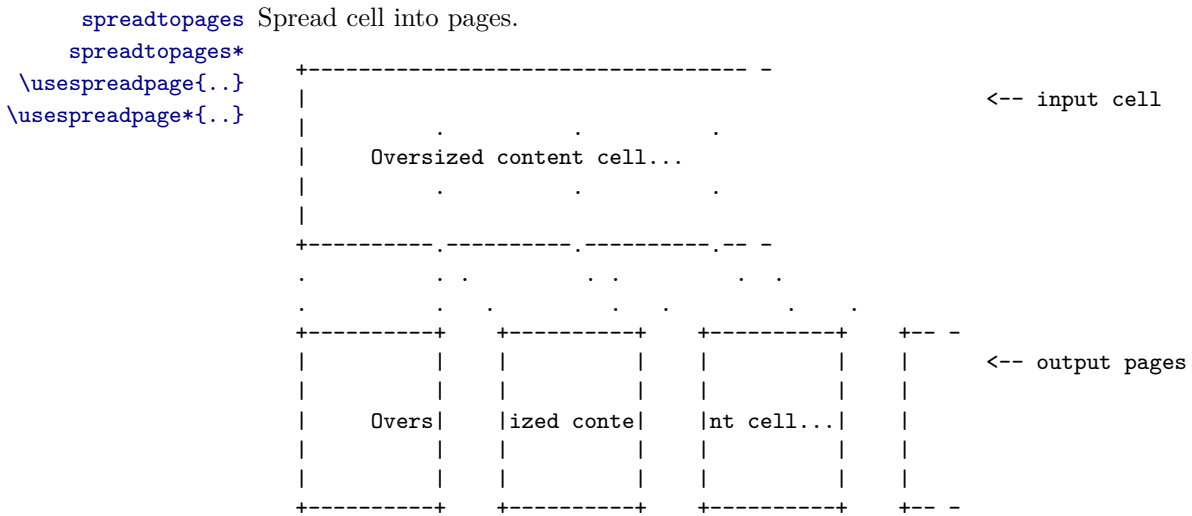 spreadtopages Spread cell into pages.
spreadtopages*
\usespreadpage{..}
\usespreadpage*{..}
+----------------------------------- -
| <-- input cell
| . . .
| Oversized content cell...
| . . .
|
+----------.----------.----------.-- -
. . . . . . .
. . . . . . .
+----------+ +----------+ +----------+ +-- -
| | | | | | | <-- output pages
| | | | | | |
| Overs| |ized conte| |nt cell...| |
| | | | | | |
| | | | | | |
+----------+ +----------+ +----------+ +-- -